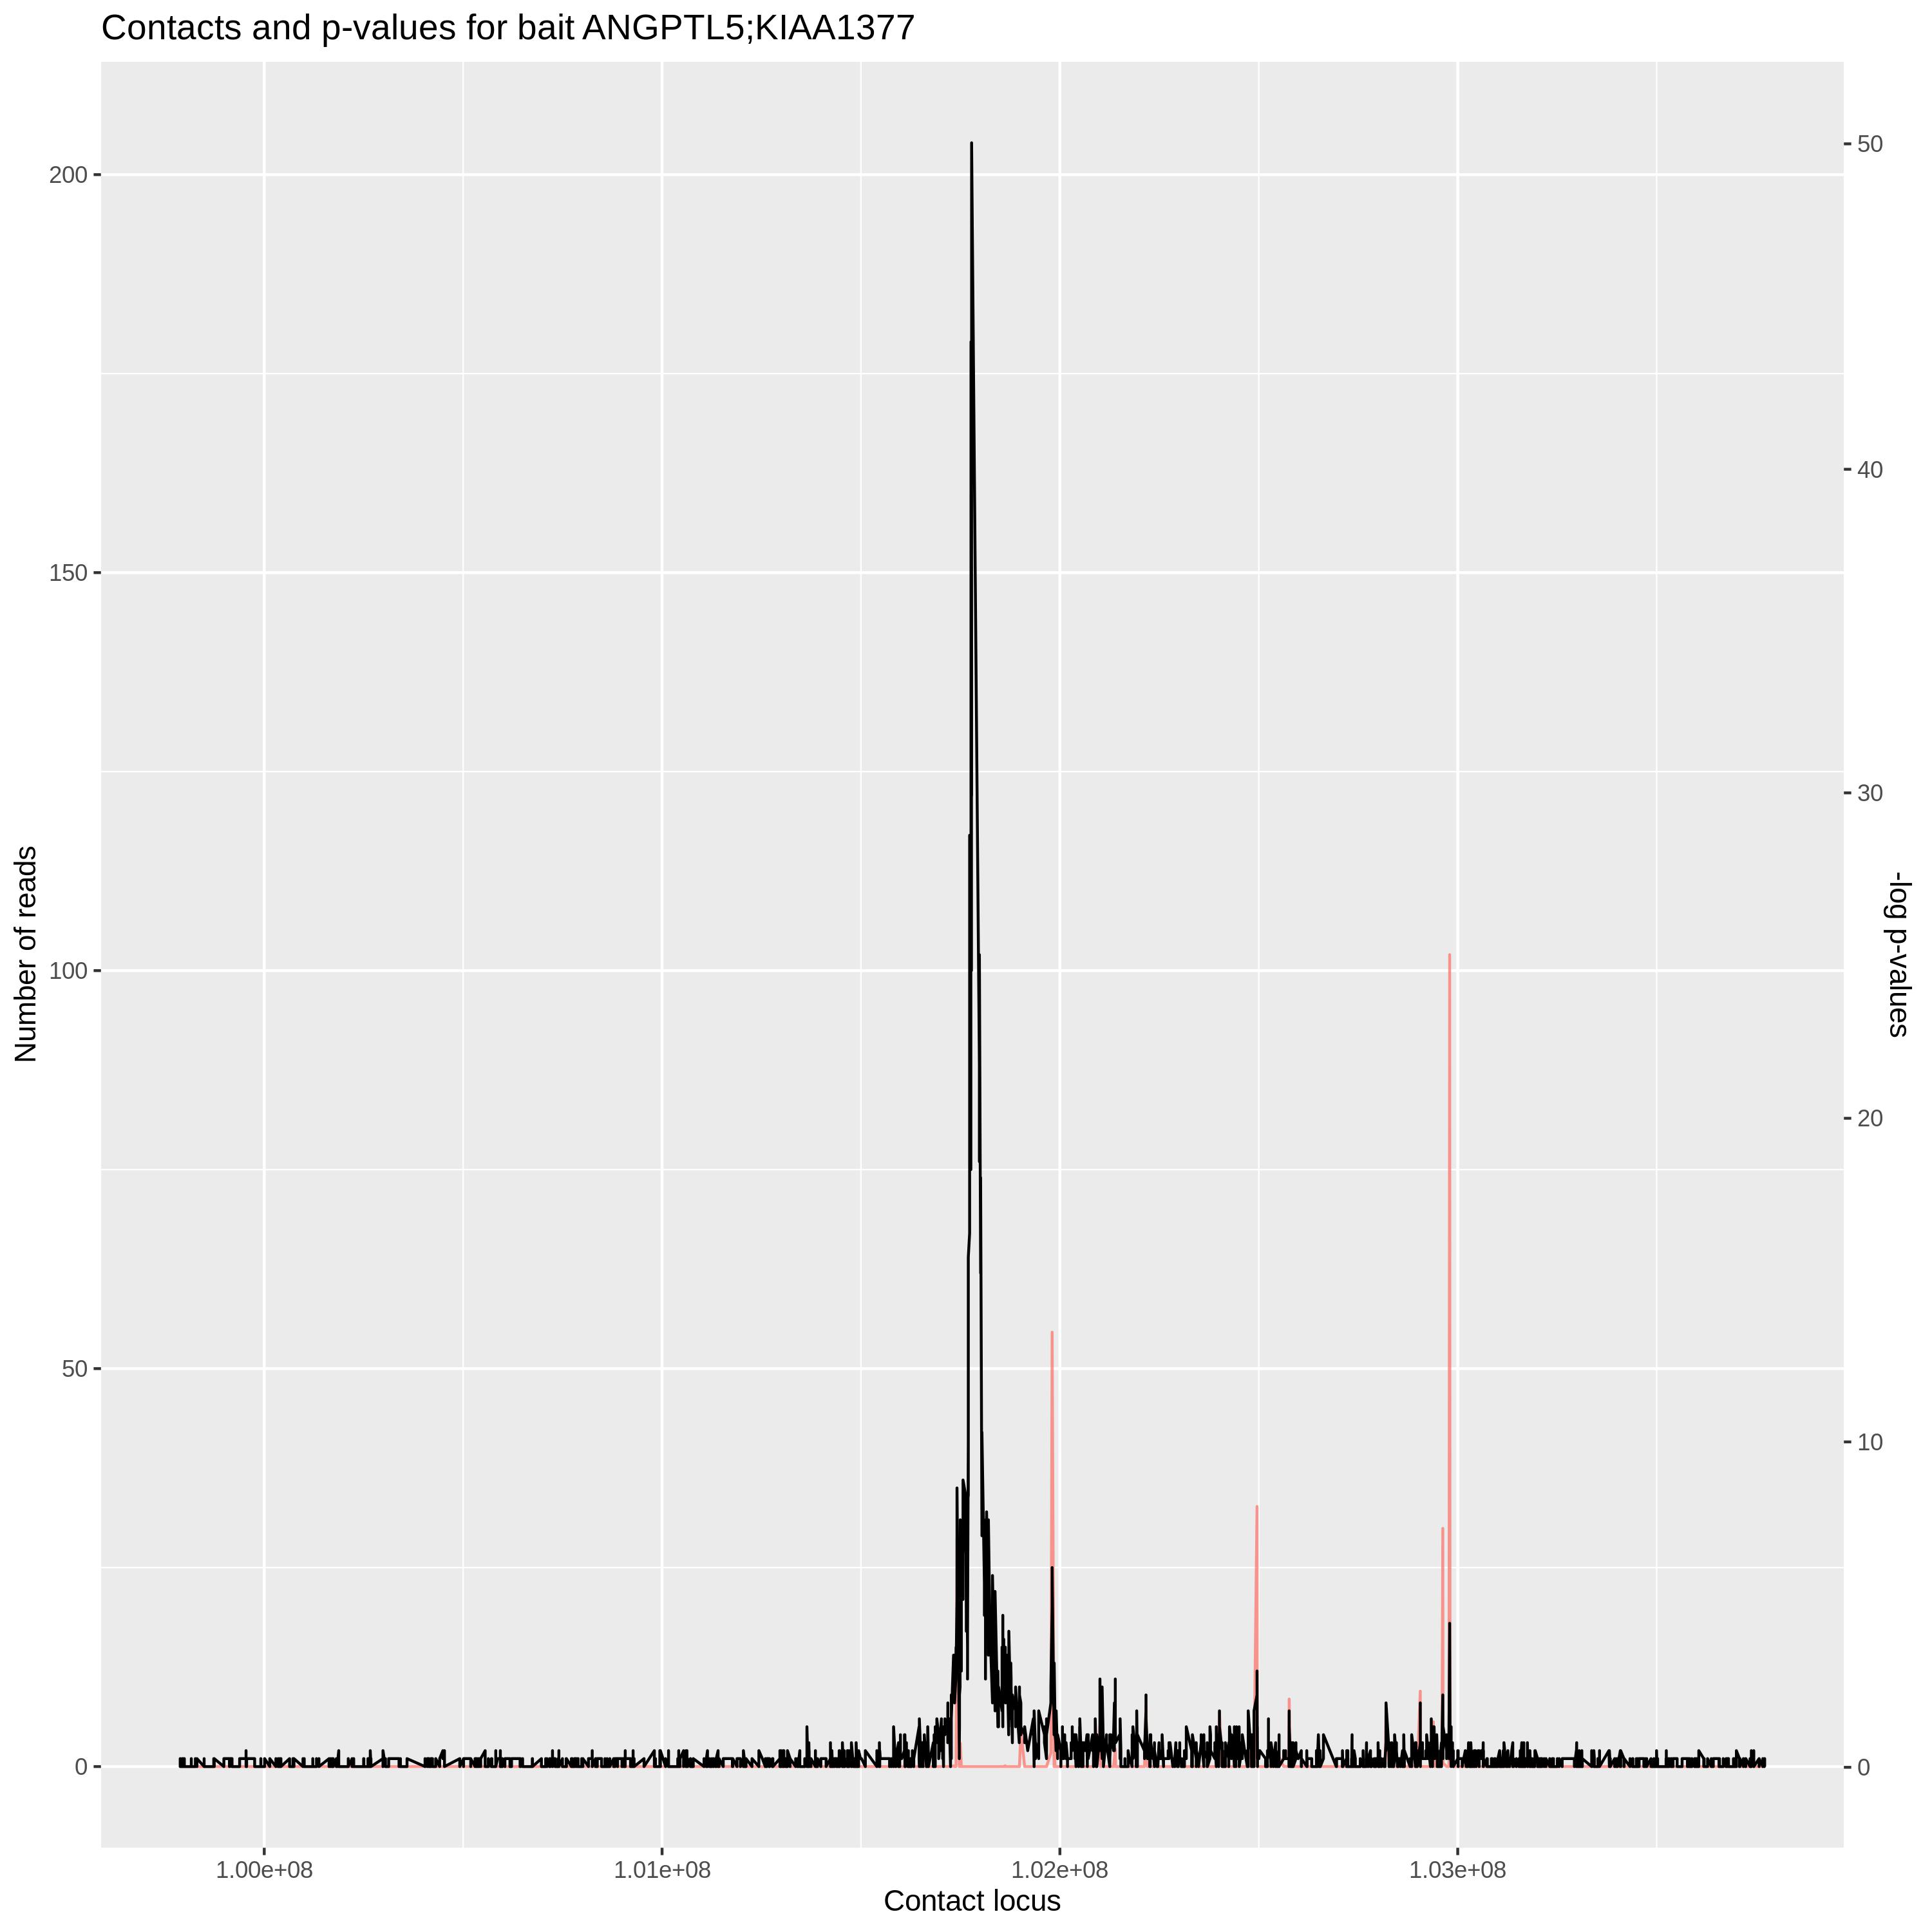 Contacts and p-values for bait ANGPTL5;KIAA1377
200
150
100
50
0
Number of reads
50
40
30
20
10
0
-log p-values
1.00e+08
1.01e+08
1.02e+08
1.03e+08
Contact locus